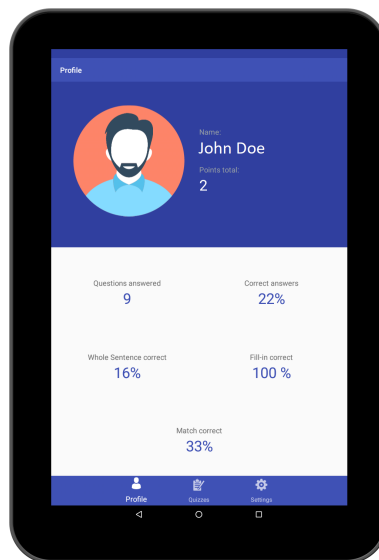 Profile
Name:
John Doe
Points total:
2
Questions answered
9
Correct answers
22%
Whole Sentence correct
16%
Fill-in correct
100 %
Match correct
33%
Profile
Quizzes
Settings